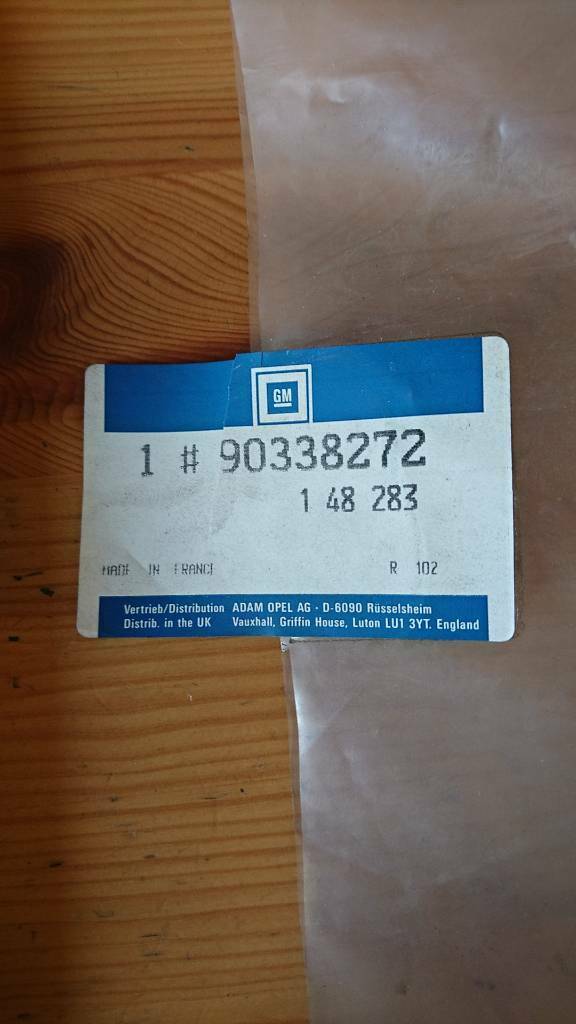 GM
1 # 90338272
1 48 283
MADE IN FRANCE R 102
Vertrieb/Distribution ADAM OPEL AG · D-6090 Rüsselsheim
Distrib. in the UK Vauxhall, Griffin House, Luton LU1 3YT. England